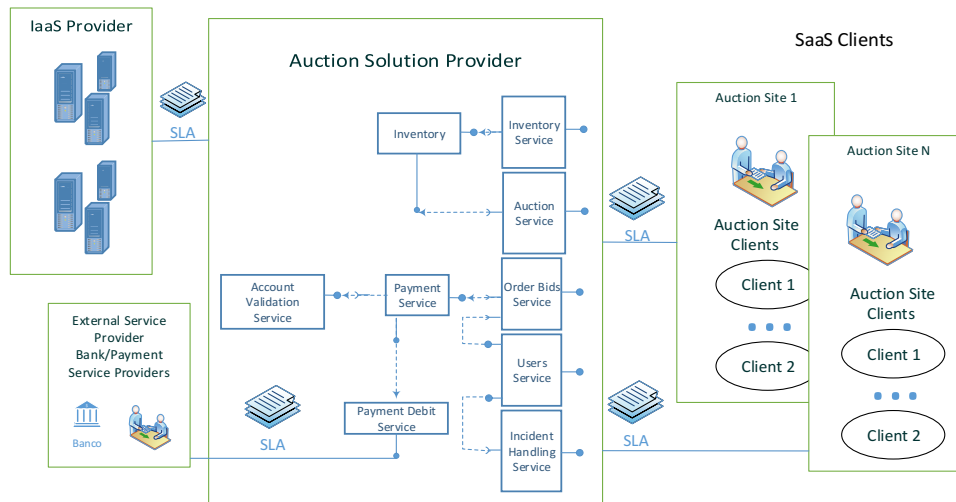 IaaS Provider
SLA
Auction Solution Provider
Inventory
Inventory
Service
Auction
Service
Account
Validation
Service
Payment
Service
Order Bids
Service
Users
Service
Payment Debit
Service
Incident
Handling
Service
External Service
Provider
Bank/Payment
Service Providers
Banco
SLA
SLA
SLA
SaaS Clients
Auction Site 1
Auction Site
Clients
Client 1
Client 2
Auction Site N
Auction Site
Clients
Client 1
Client 2